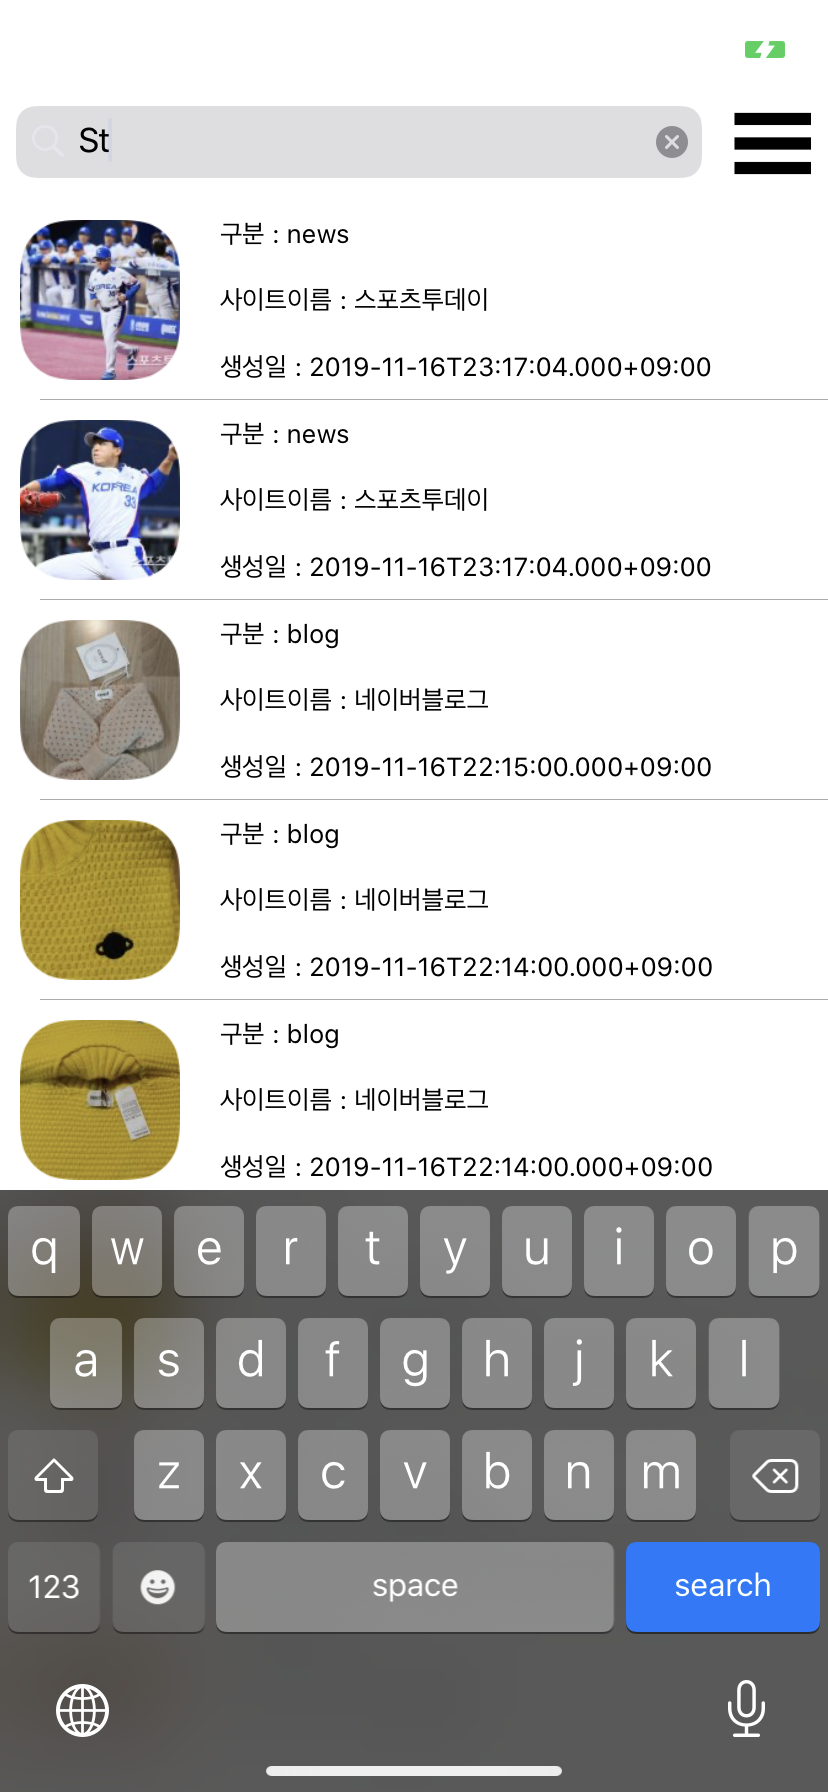 St
구분 : news
사이트이름 : 스포츠투데이
생성일 : 2019-11-16T23:17:04.000+09:00
KOREA
구분 : news
사이트이름 : 스포츠투데이
생성일 : 2019-11-16T23:17:04.000+09:00
KOREA
33
구분 : blog
사이트이름 : 네이버블로그
생성일 : 2019-11-16T22:15:00.000+09:00
구분 : blog
사이트이름 : 네이버블로그
생성일 : 2019-11-16T22:14:00.000+09:00
구분 : blog
사이트이름 : 네이버블로그
생성일 : 2019-11-16T22:14:00.000+09:00
q w e r t y u i o p
a s d f g h j k l
z x c v b n m
123 space search